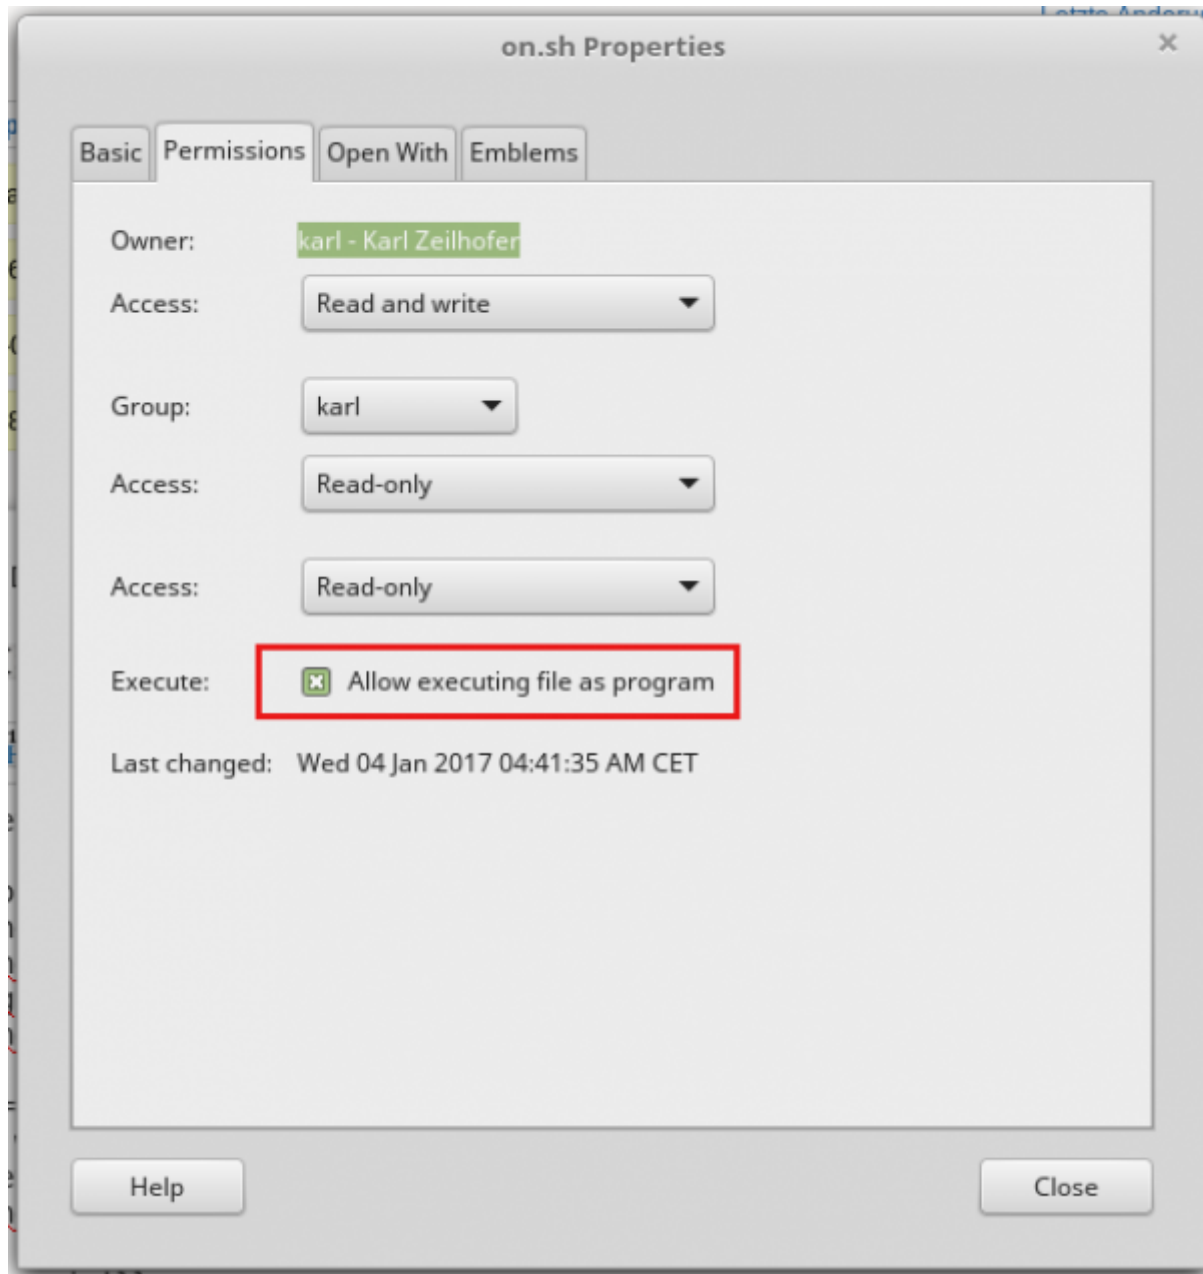 on.sh Properties
Basic Permissions Open With Emblems
Owner: karl - Karl Zeilhofer
Access: Read and write
Group: karl
Access: Read-only
Access: Read-only
Execute: Allow executing file as program
Last changed: Wed 04 Jan 2017 04:41:35 AM CET
Help Close